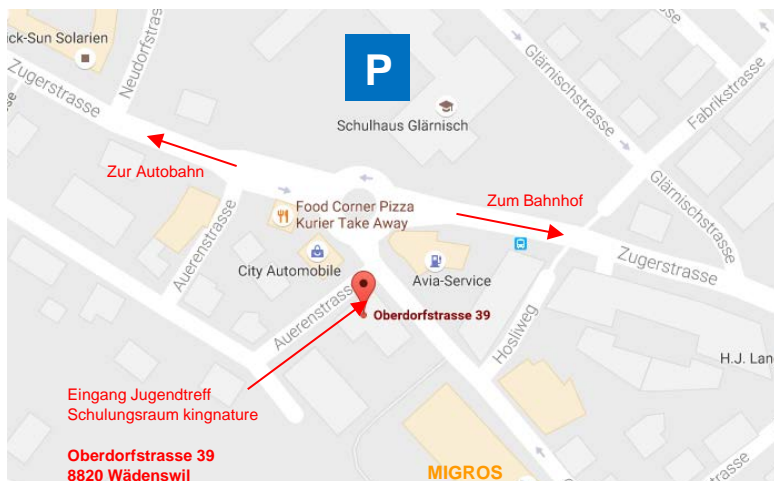 ick-Sun Solarien
Zugerstrasse
Neudorfstras
P
Schulhaus Glärnisch
Glärnischstrasse
Fabrikstrasse
Zur Autobahn
Food Corner Pizza
Kurier Take Away
Zum Bahnhof
Glärnischstrasse
Auerenstrasse
City Automobile
Avia-Service
Zugerstrasse
Auerenstrasse
Oberdorfstrasse 39
Hosliweg
H.J. Lan
Eingang Jugendtreff
Schulungsraum kingnature
Oberdorfstrasse 39
8820 Wädenswil
MIGROS
sse